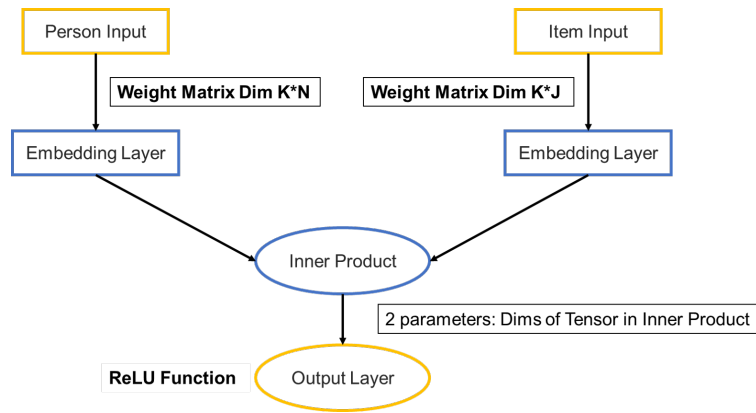 Person Input
Item Input
Weight Matrix Dim K*N
Weight Matrix Dim K*J
Embedding Layer
Embedding Layer
Inner Product
2 parameters: Dims of Tensor in Inner Product
ReLU Function
Output Layer